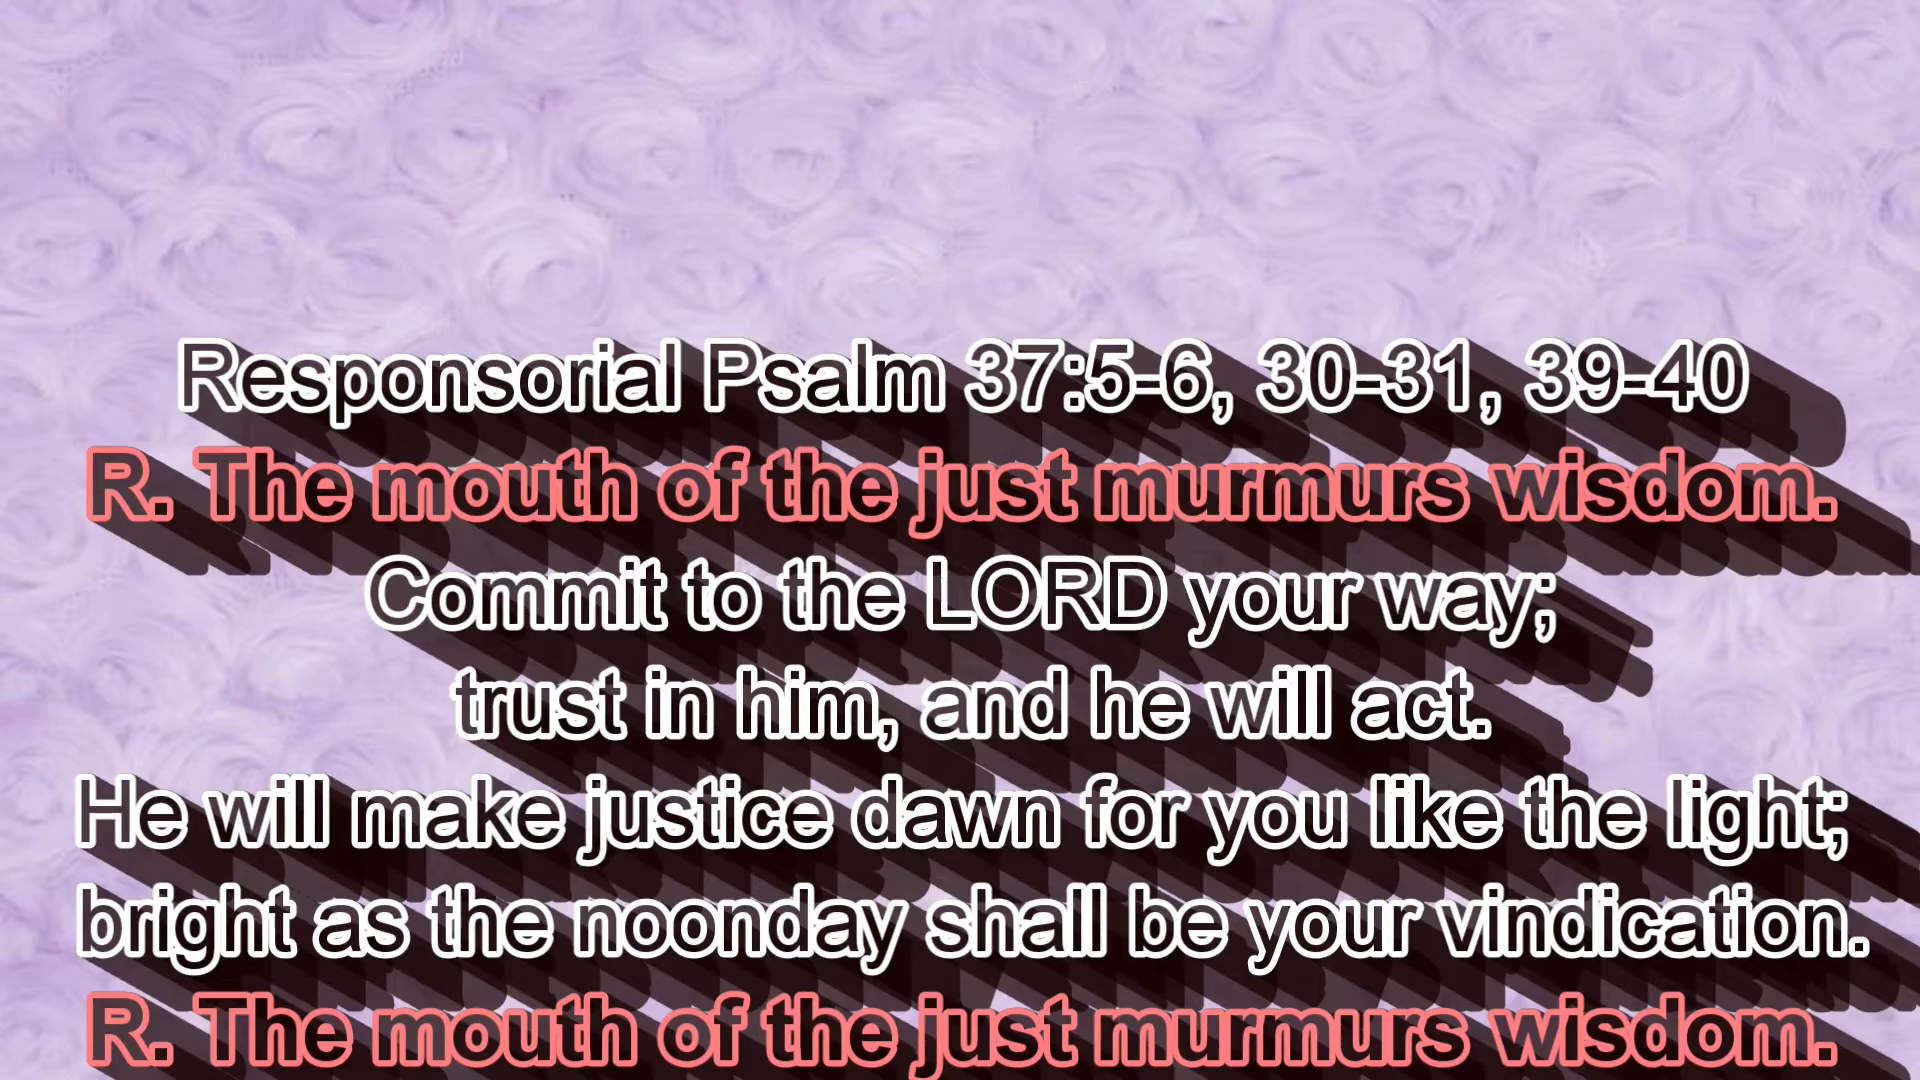 Responsorial Psalm 37:5-6, 30-31, 39-40
R. The mouth of the just murmurs wisdom.
Commit to the LORD your way;
trust in him, and he will act.
He will make justice dawn for you like the light;
bright as the noonday shall be your vindication.
R. The mouth of the just murmurs wisdom.